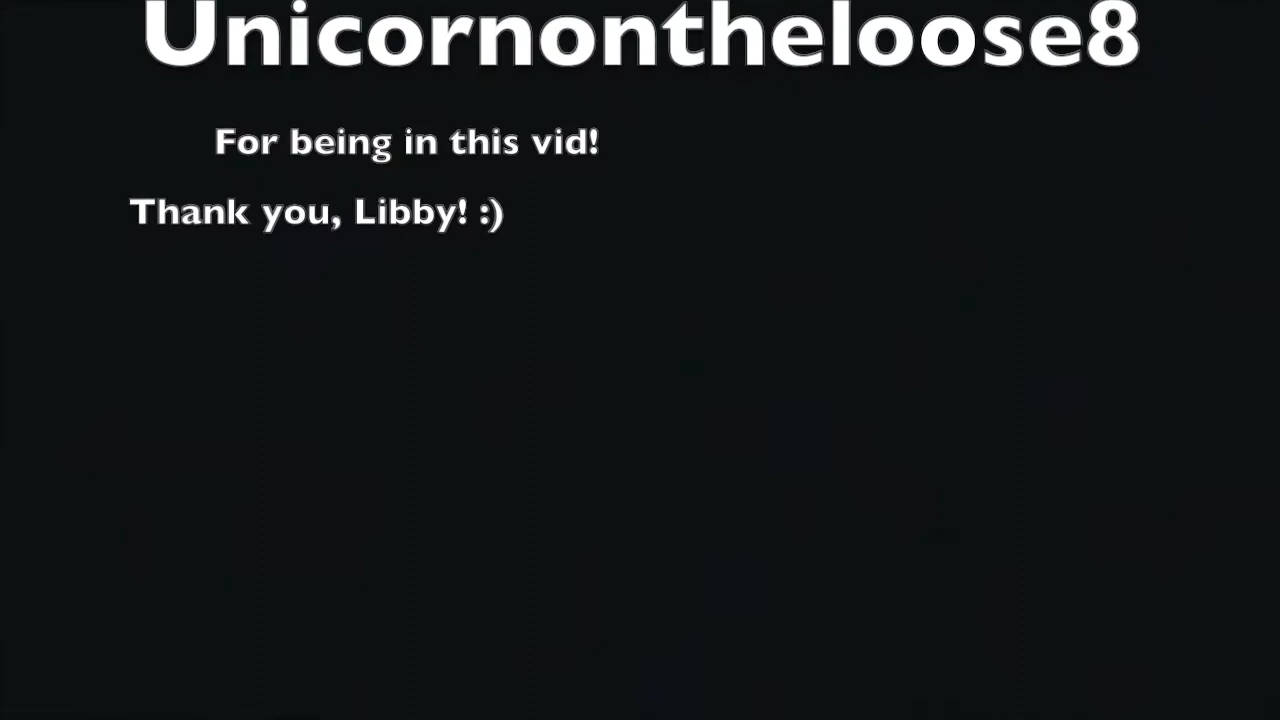 Unicornontheloose8
For being in this vid!
Thank you, Libby! :)